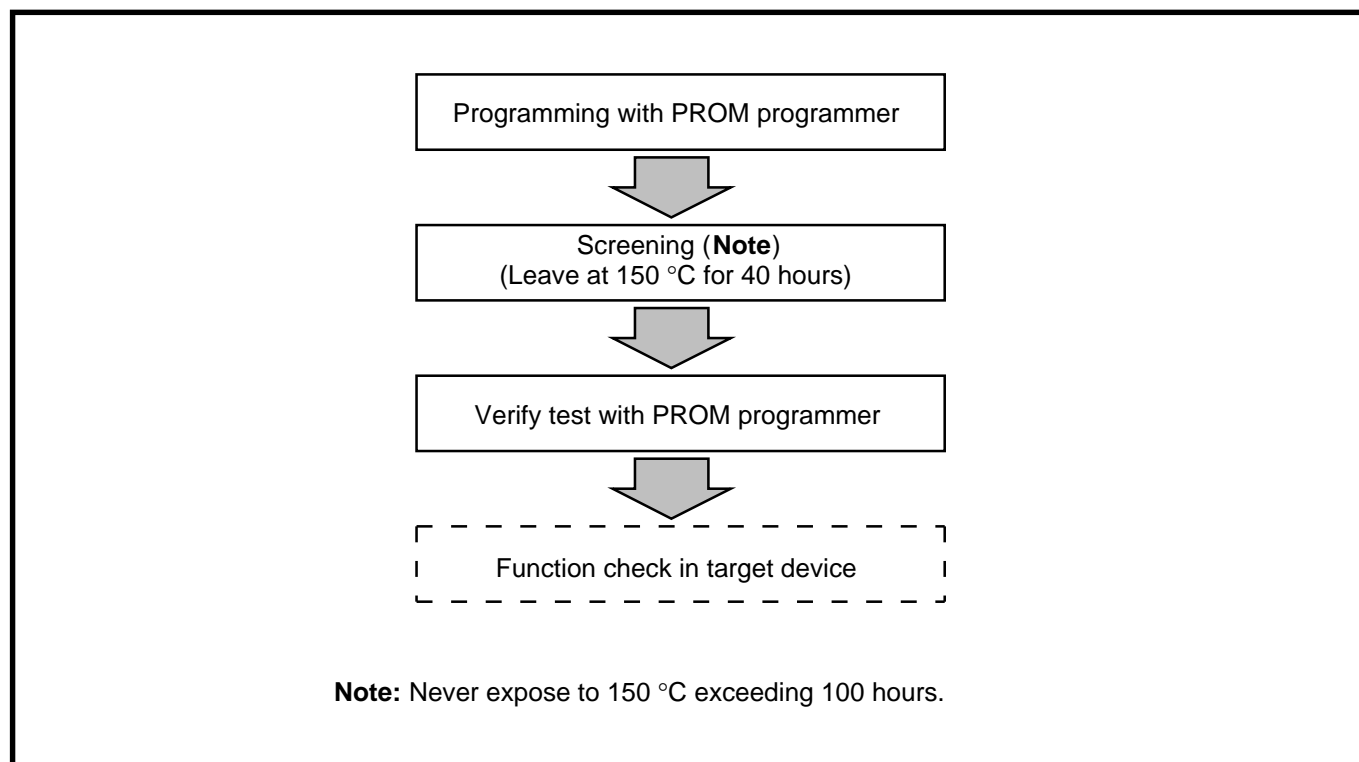 Programming with PROM programmer
Screening (Note)
(Leave at 150 °C for 40 hours)
Verify test with PROM programmer
Function check in target device
Note: Never expose to 150 °C exceeding 100 hours.